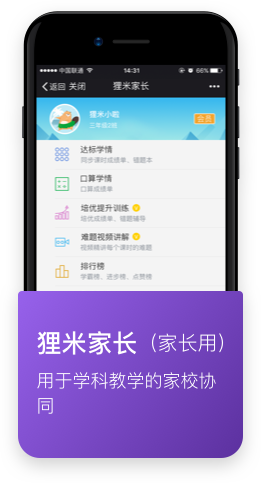 中国联通 14:31 66%
返回 关闭 狸米家长
狸米小胞 会员
三年级2班
达标学情
同步课时成绩单、错题本
口算学情
口算成绩单
培优提升训练
培优成绩单、错题辅导
难题视频讲解
视频精讲每个课时的难题
排行榜
学霸榜、进步榜、点赞榜
狸米家长（家长用）
用于学科教学的家校协
同